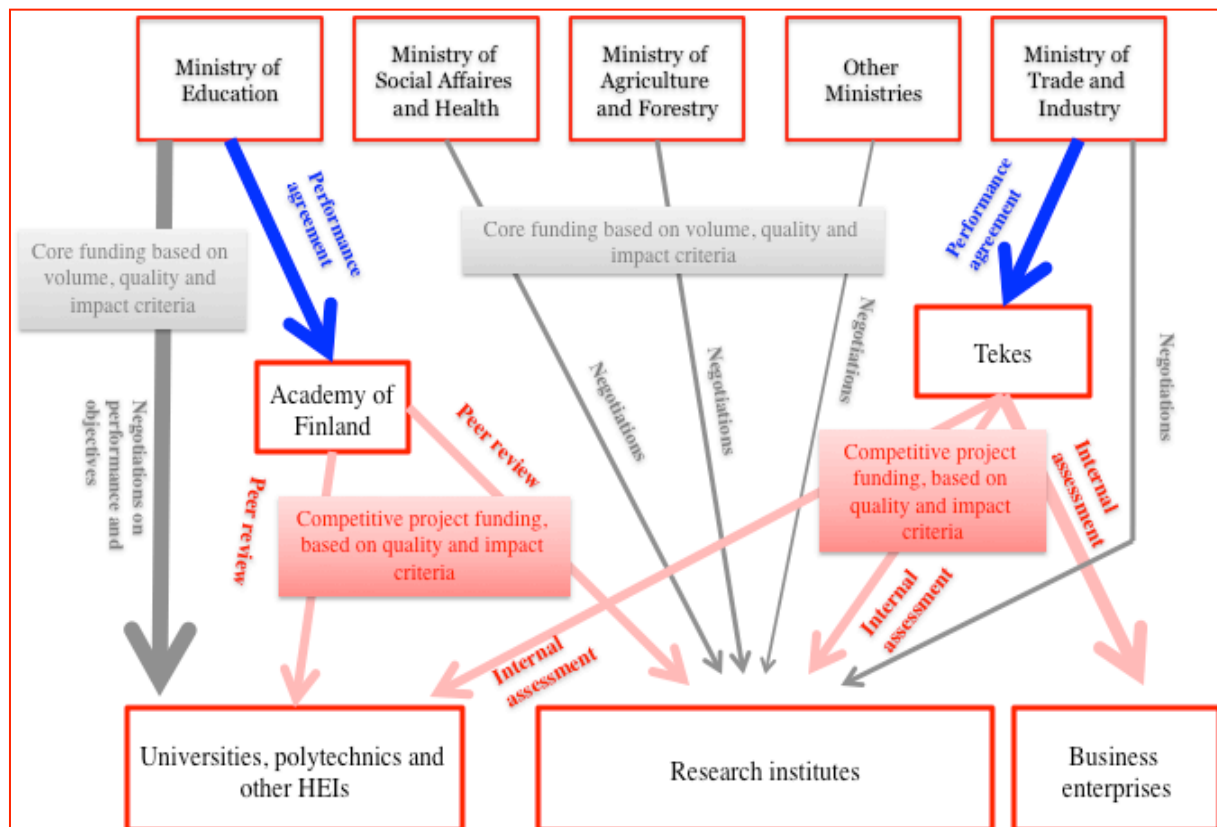 Ministry of
Education
Ministry of
Social Affaires
and Health
Ministry of
Agriculture
and Forestry
Other
Ministries
Ministry of
Trade and
Industry
Performance
agreement
Performance
agreement
Core funding based on
volume, quality and
impact criteria
Core funding based on volume, quality and
impact criteria
Academy of
Finland
Tekes
Negotiations on
performance and
objectives
Negotiations
Negotiations
Negotiations
Negotiations
Peer review
Peer review
Competitive project funding,
based on quality and impact
criteria
Competitive project
funding, based on
quality and impact
criteria
Internal
assessment
Internal
assessment
Internal
assessment
Universities, polytechnics and
other HEIs
Research institutes
Business
enterprises